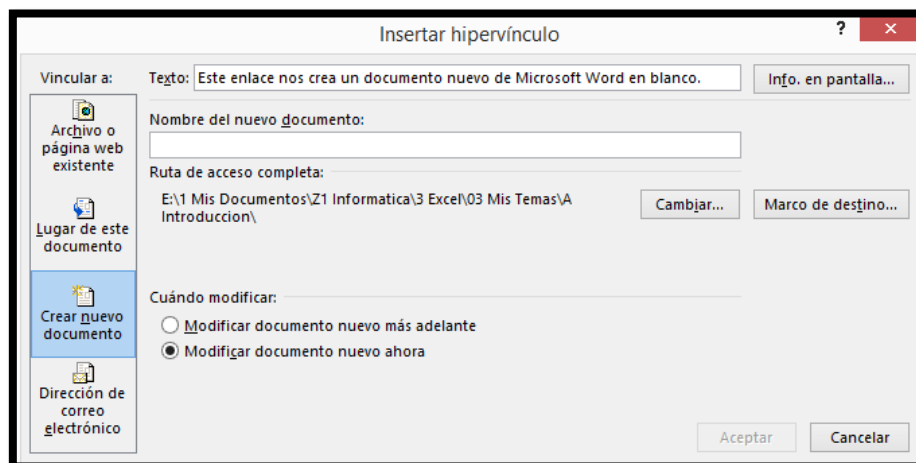 Insertar hipervínculo
?
Vincular a:
Archivo o
página web
existente
Lugar de este
documento
Crear nuevo
documento
Dirección de
correo
electrónico
Texto: Este enlace nos crea un documento nuevo de Microsoft Word en blanco.
Info. en pantalla...
Nombre del nuevo documento:
Ruta de acceso completa:
E:\1 Mis Documentos\Z1 Informatica\3 Excel\03 Mis Temas\A
Introduccion\
Cambiar...
Marco de destino...
Cuándo modificar:
Modificar documento nuevo más adelante
Modificar documento nuevo ahora
Aceptar
Cancelar